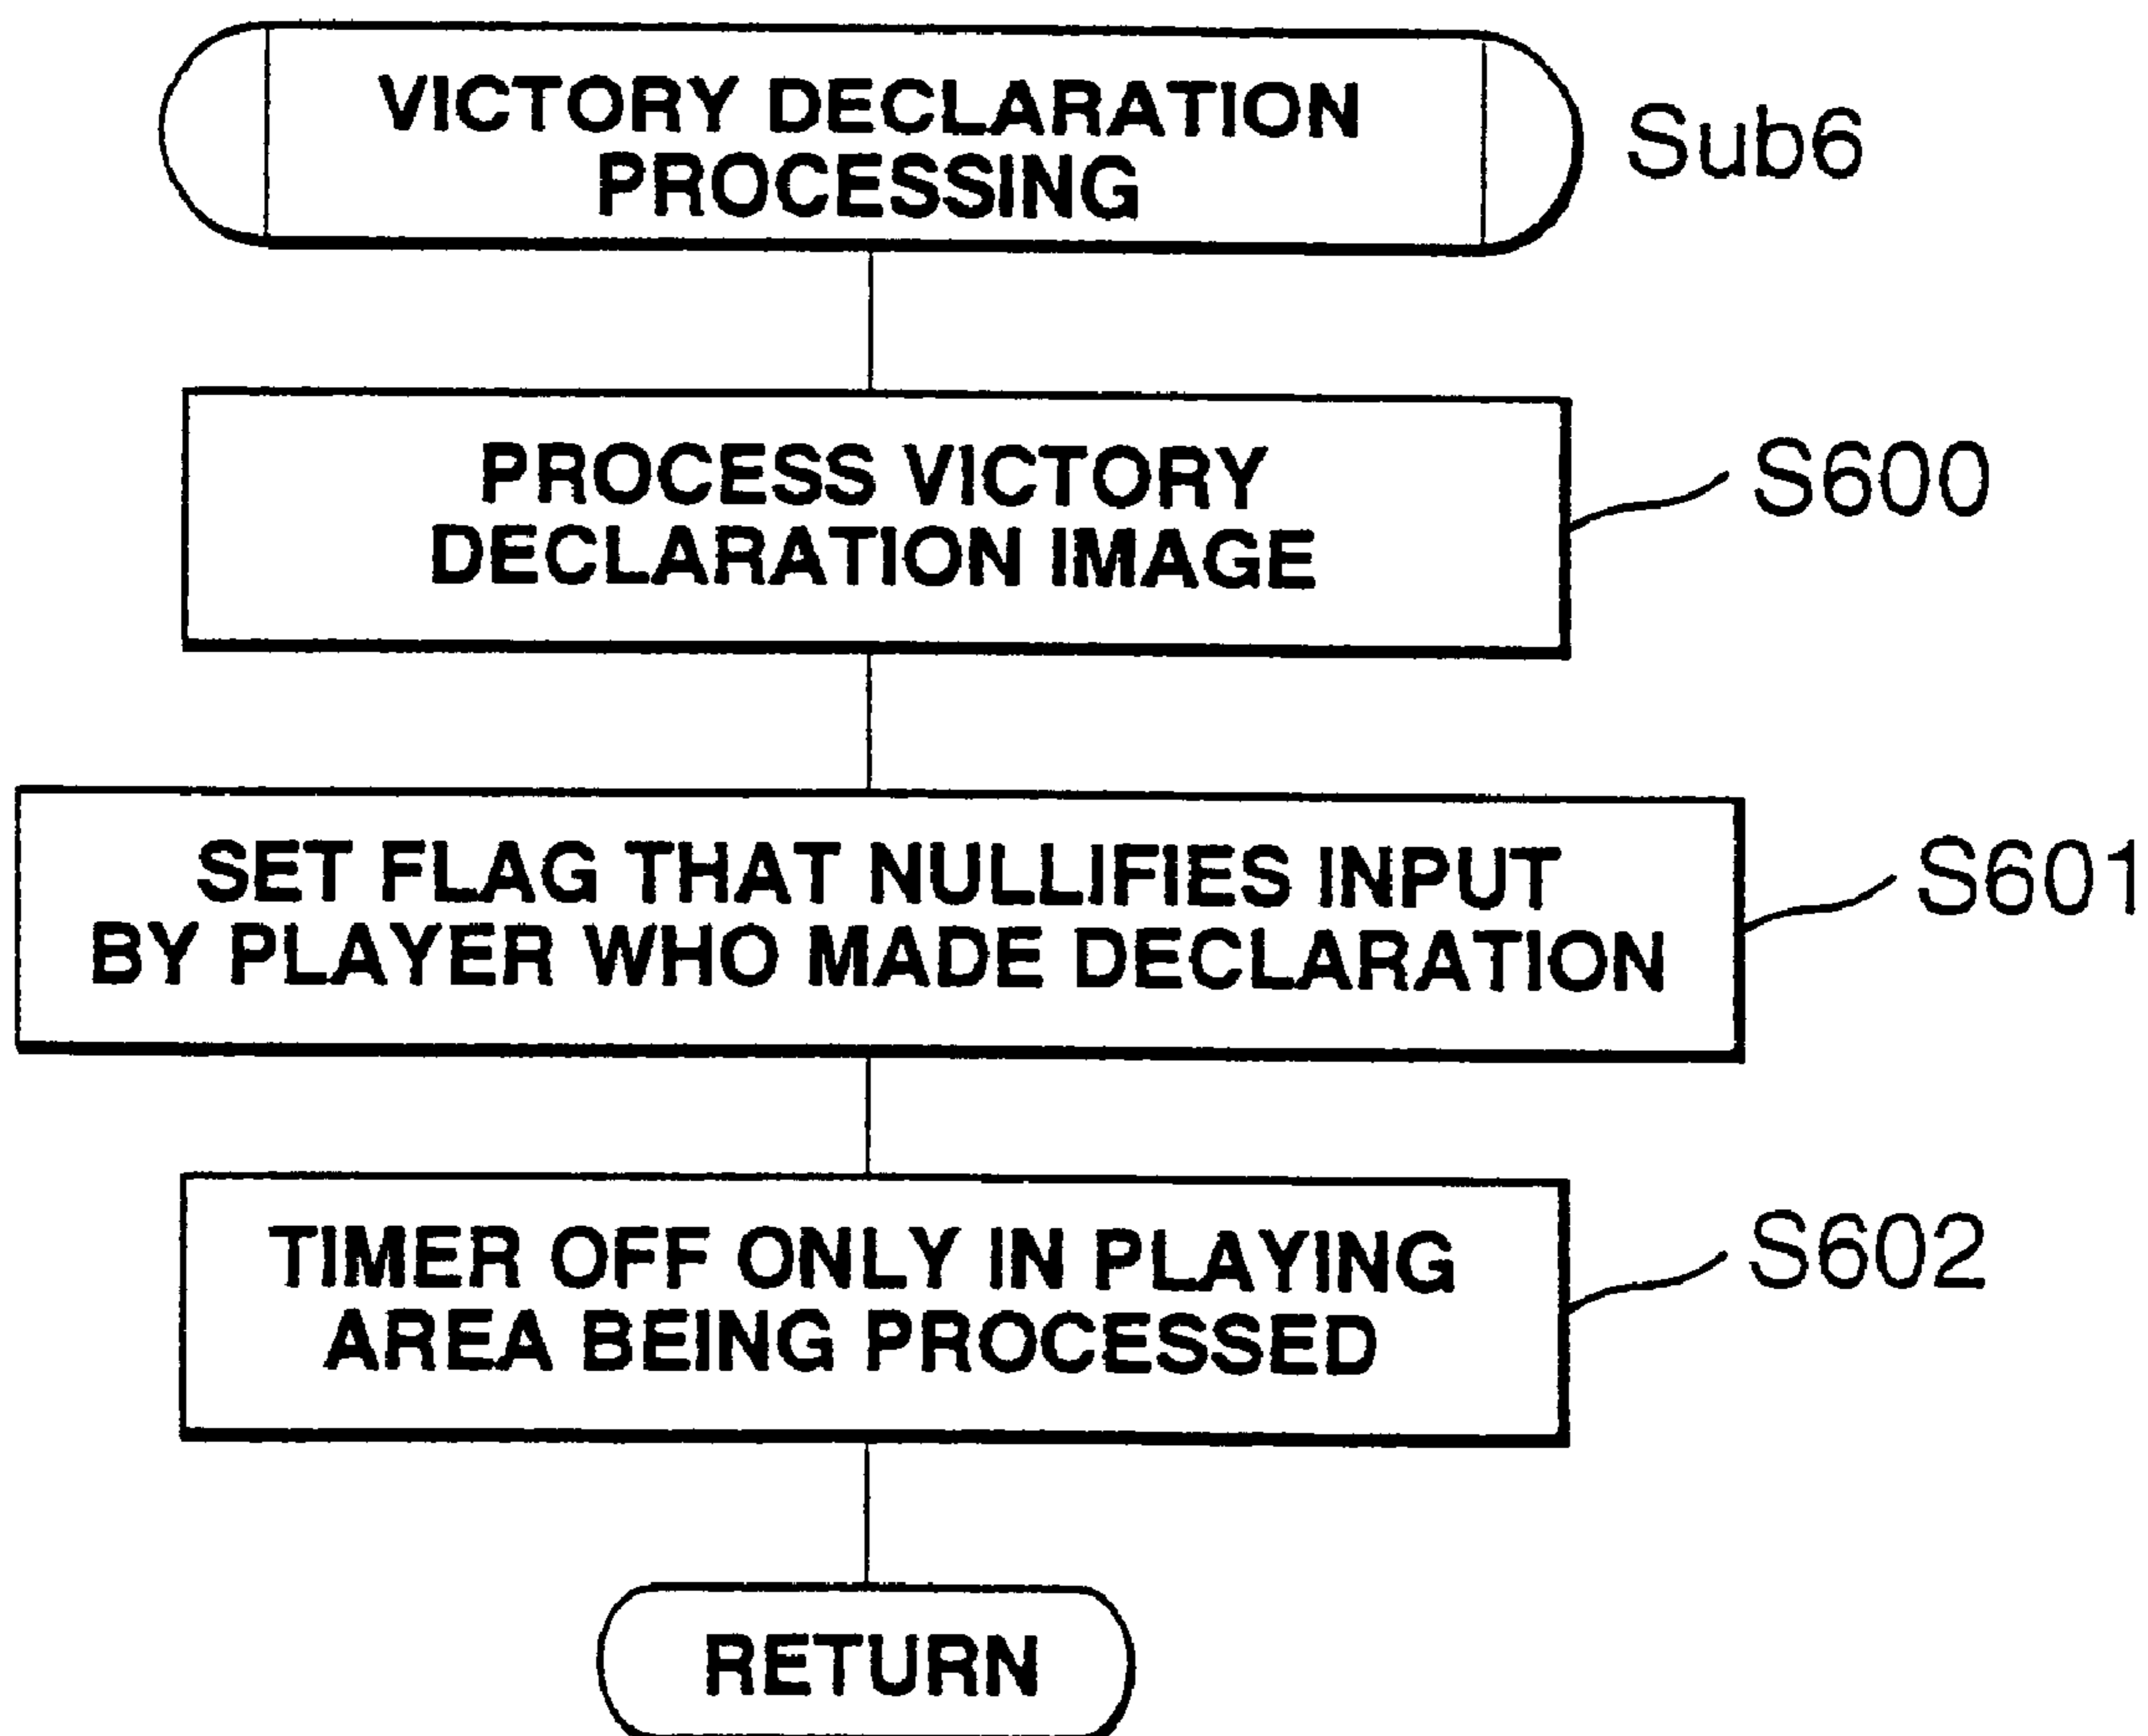 VICTORY DECLARATION
PROCESSING
Sub6
PROCESS VICTORY
DECLARATION IMAGE
S600
SET FLAG THAT NULLIFIES INPUT
BY PLAYER WHO MADE DECLARATION
S601
TIMER OFF ONLY IN PLAYING
AREA BEING PROCESSED
S602
RETURN